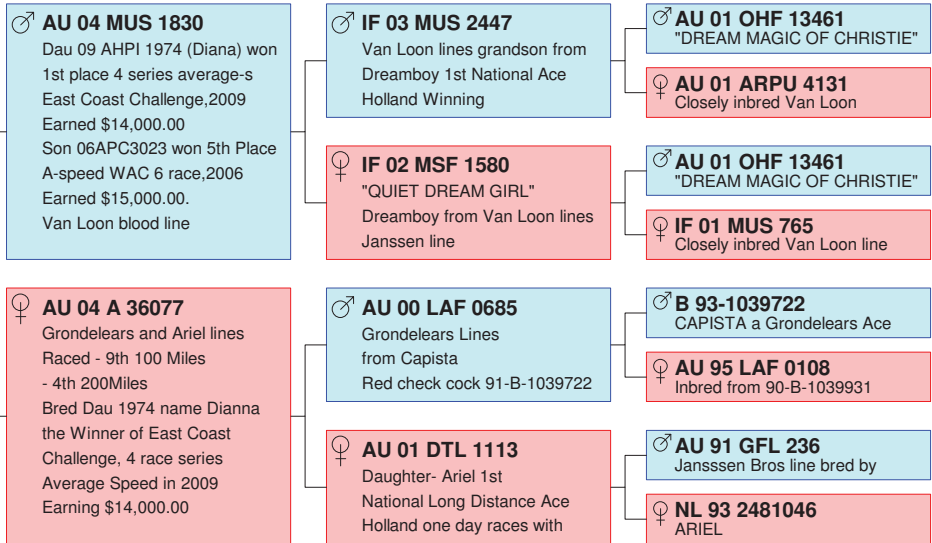 AU 04 MUS 1830
Dau 09 AHPI 1974 (Diana) won
1st place 4 series average-s
East Coast Challenge,2009
Earned $14,000.00
Son 06APC3023 won 5th Place
A-speed WAC 6 race,2006
Earned $15,000.
Van Loon blood line
AU 04 A 36077
Grondelears and Ariel lines
Raced - 9th 100 Miles
- 4th 200Miles
Bred Dau 1974 name Dianna
the Winner of East Coast
Challenge, 4 race series
Average Speed in 2009
Earning $14,000.00
IF 03 MUS 2447
Van Loon lines grandson from
Dreamboy 1st National Ace
Holland Winning
IF 02 MSF 1580
"QUIET DREAM GIRL"
Dreamboy from Van Loon lines
Janssen line
AU 00 LAF 0685
Grondelears Lines
from Capista
Red check cock 91-B-1039722
AU 01 DTL 1113
Daughter- Ariel 1st
National Long Distance Ace
Holland one day races with
AU 01 OHF 13461
"DREAM MAGIC OF CHRISTIE"
AU 01 ARPU 4131
Closely inbred Van Loon
AU 01 OHF 13461
"DREAM MAGIC OF CHRISTIE"
IF 01 MUS 765
Closely inbred Van Loon line
B 93-1039722
CAPISTA a Grondelears Ace
AU 95 LAF 0108
Inbred from 90-B-1039931
AU 91 GFL 236
Jansssen Bros line bred by
NL 93 2481046
ARIEL